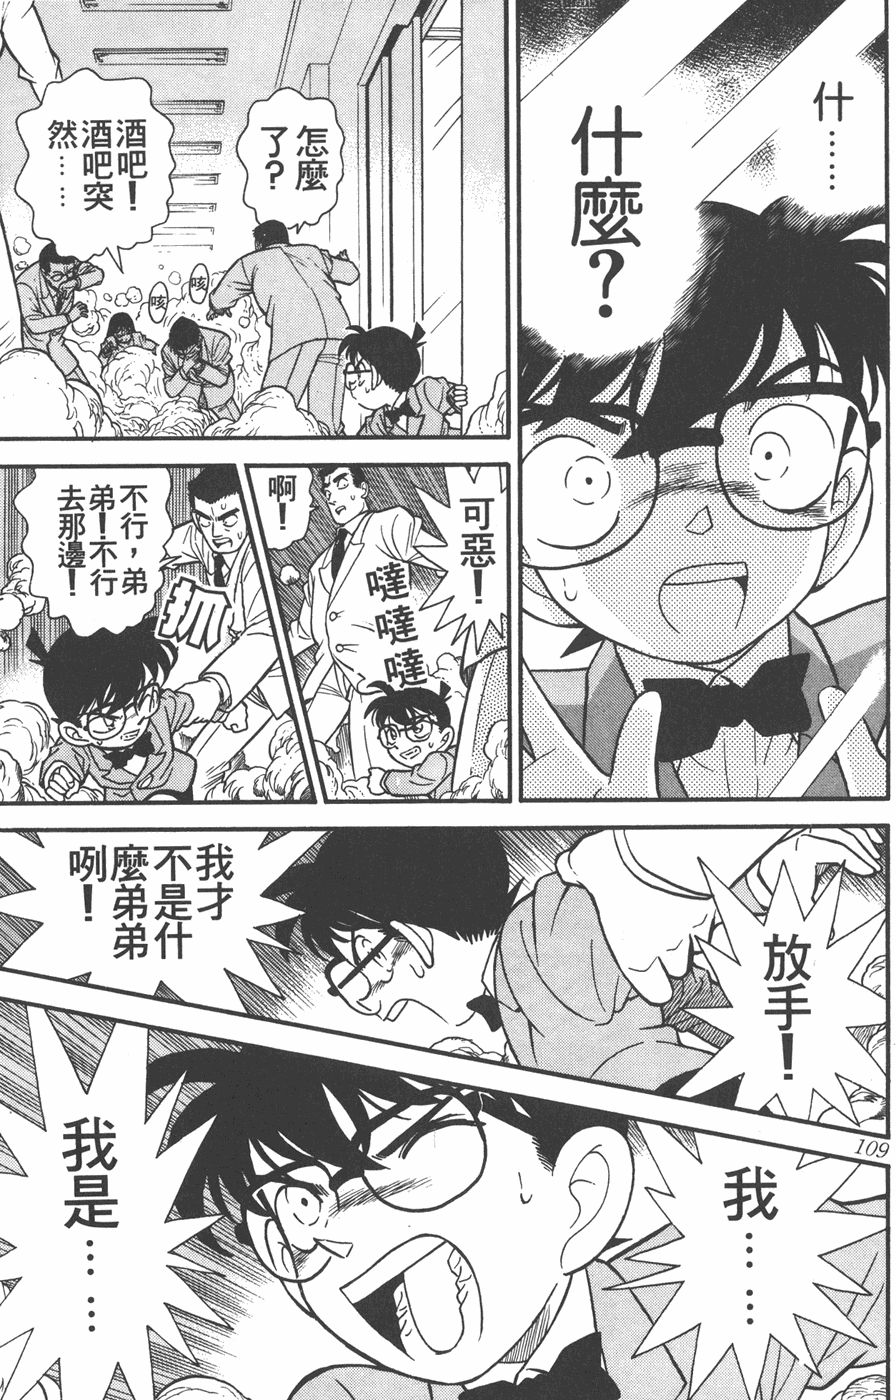 什……
什麼？
怎麼
了？
酒吧！
酒吧突
然……
咳
咳
可惡！
噠噠噠
啊！
不行，弟
弟！不行
去那邊！
抓
放手！
我才
不是什
麼弟弟
咧！
我……
我是……
109